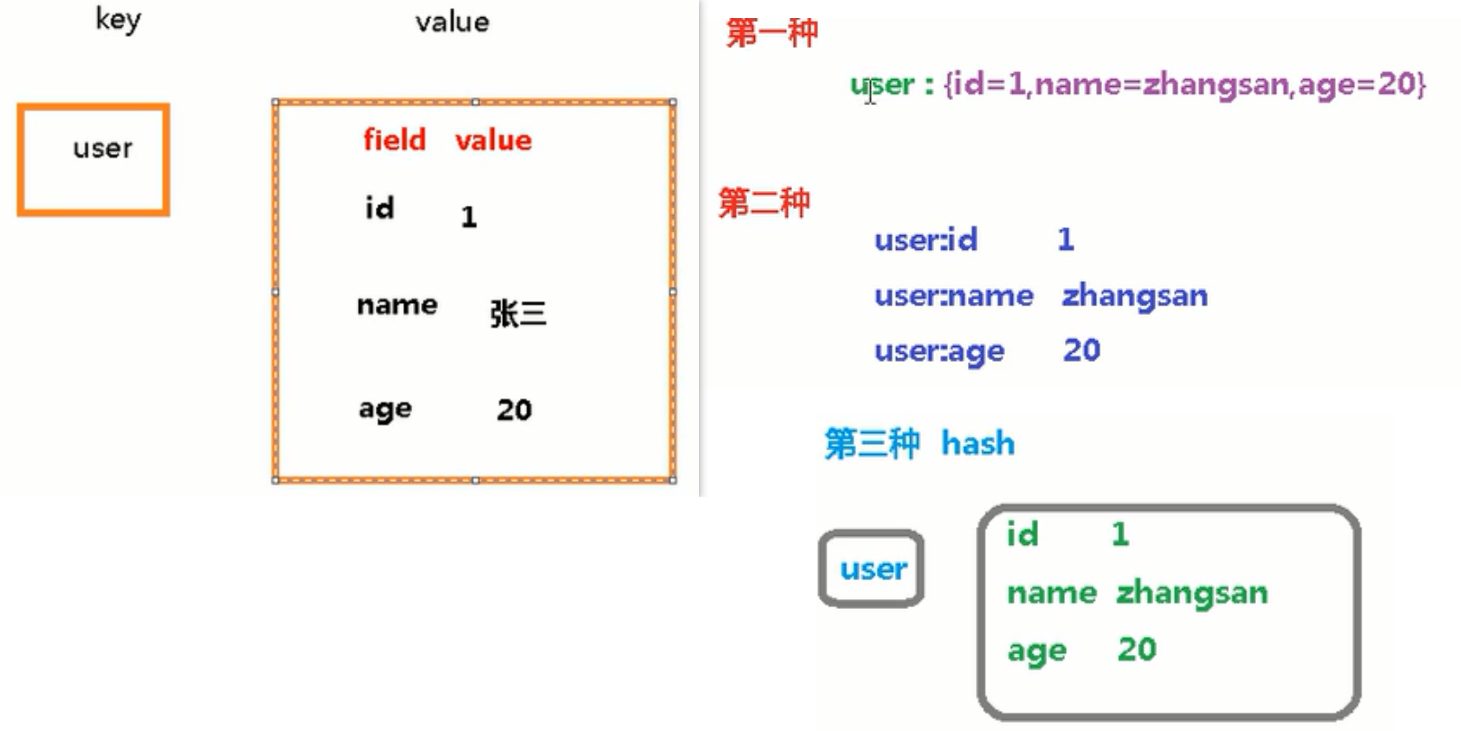 key value
user
field value
id 1
name 张三
age 20
第一种
user : {id=1,name=zhangsan,age=20}
第二种
user:id 1
user:name zhangsan
user:age 20
第三种 hash
user
id 1
name zhangsan
age 20